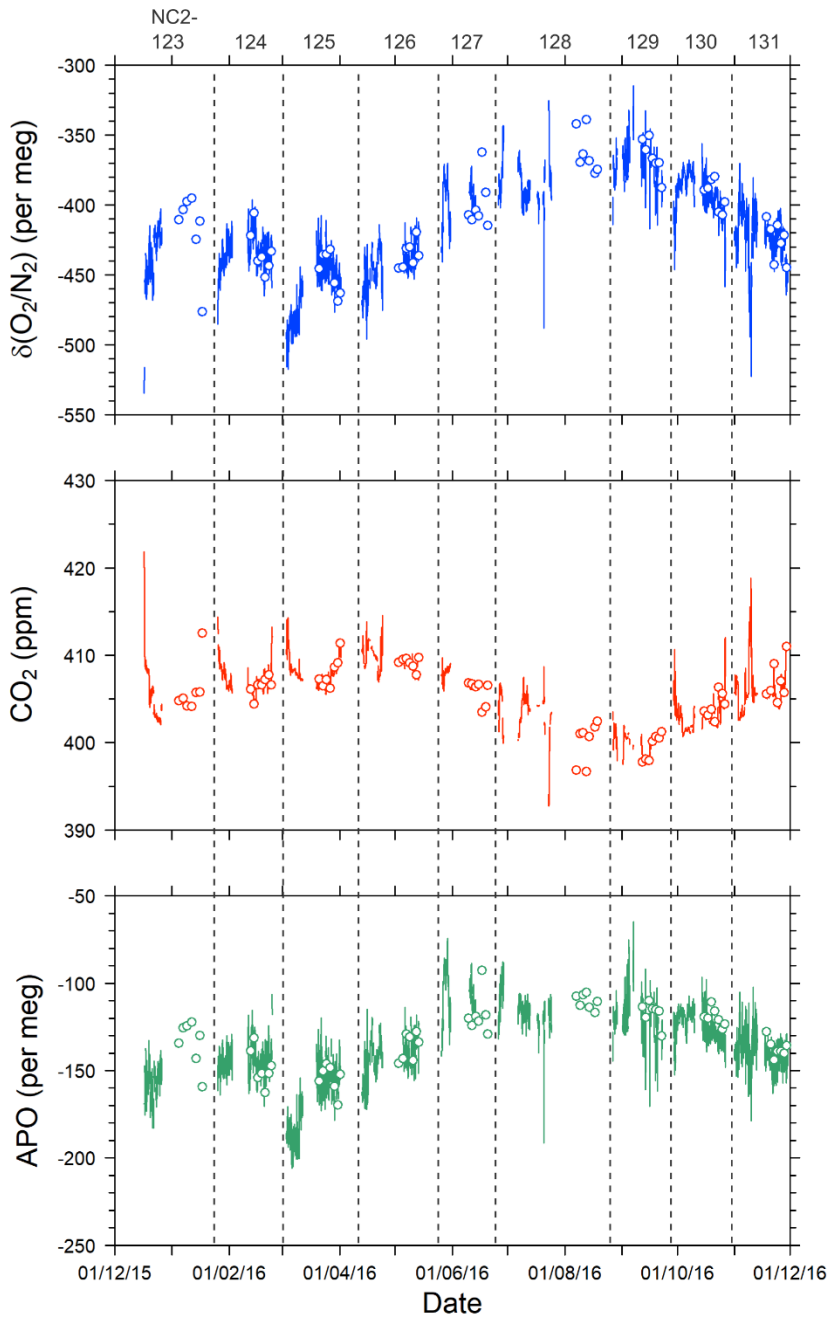 NC2-
123 124 125 126 127 128 129 130 131
-300
-350
-400
-450
-500
-550
δ(O₂/N₂) (per meg)
430
420
410
400
390
CO₂ (ppm)
-50
-100
-150
-200
-250
APO (per meg)
01/12/15 01/02/16 01/04/16 01/06/16 01/08/16 01/10/16 01/12/16
Date